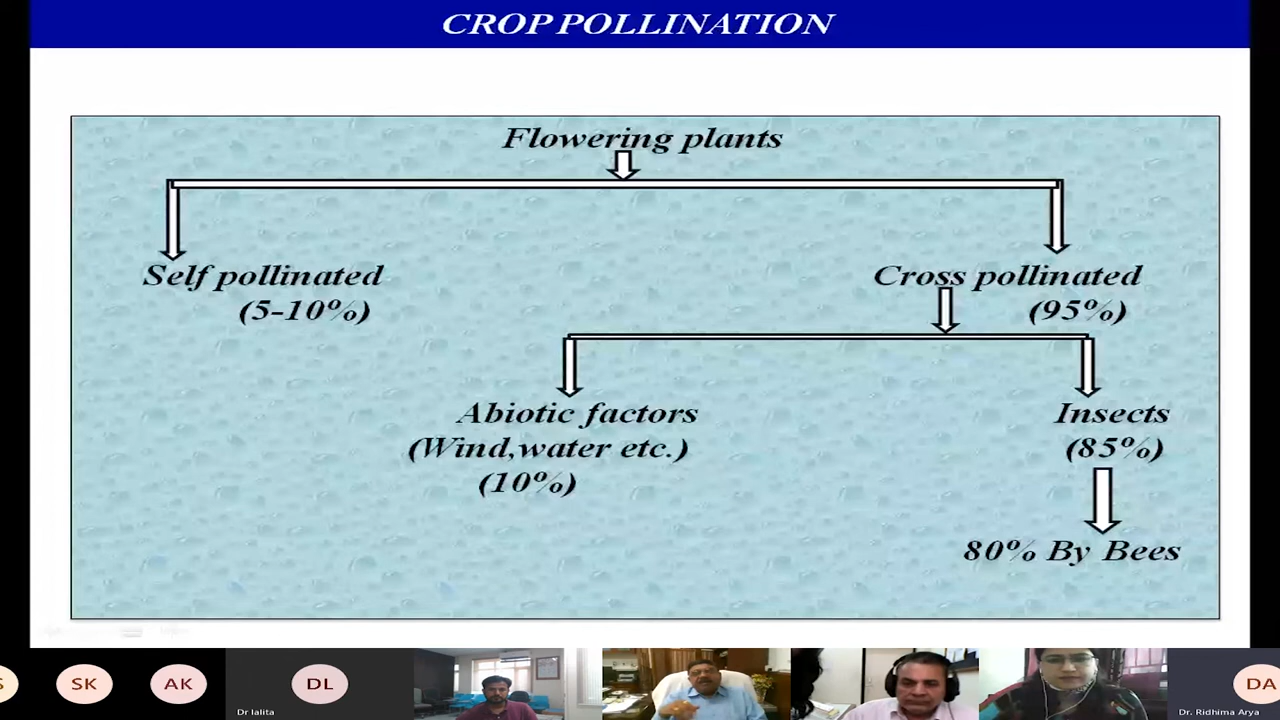 CROP POLLINATION
Flowering plants
Self pollinated
(5-10%)
Cross pollinated
(95%)
Abiotic factors
(Wind,water etc.)
(10%)
Insects
(85%)
80% By Bees
S
SK
AK
DL
DA
Dr lalita
Dr. Ridhima Arya